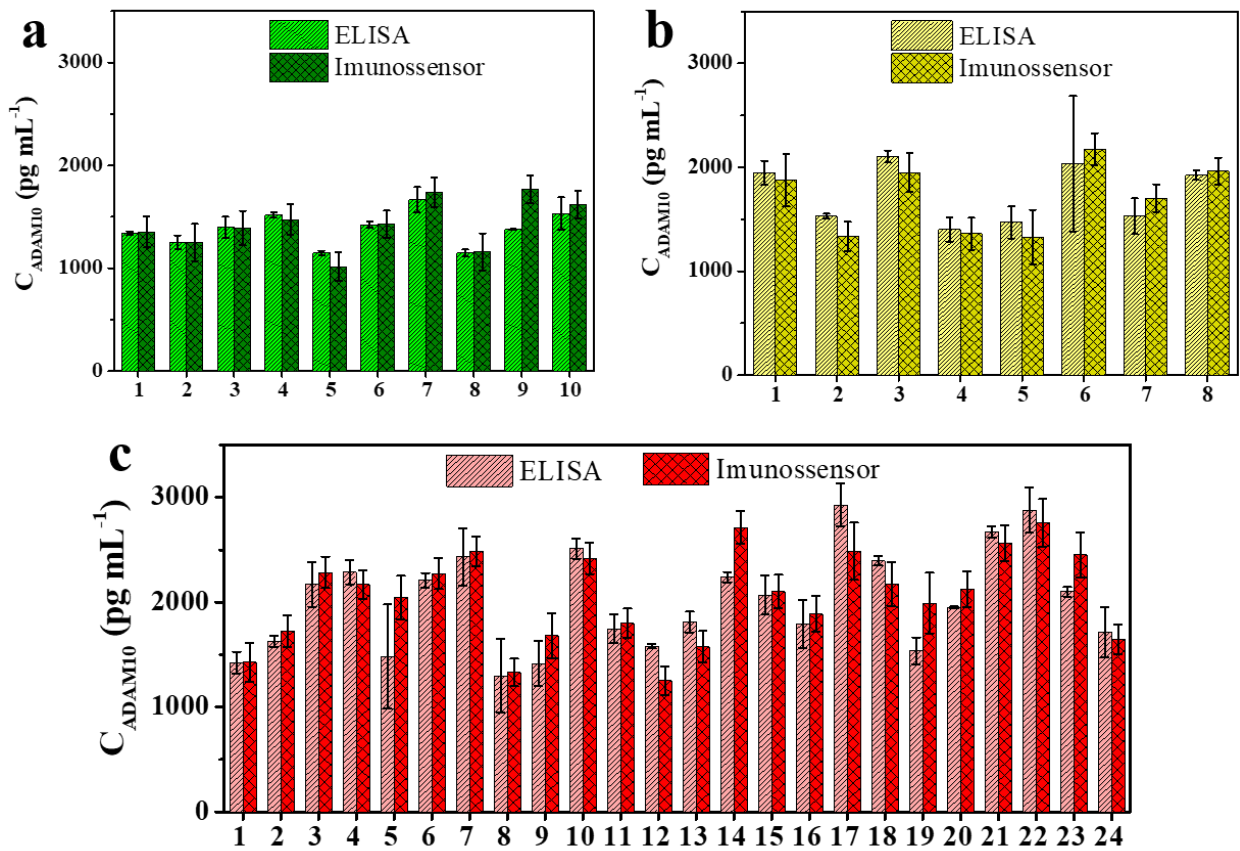 a
ELISA
Imunossensor
C_ADAM10 (pg mL⁻¹)
3000
2000
1000
0
1 2 3 4 5 6 7 8 9 10
b
ELISA
Imunossensor
C_ADAM10 (pg mL⁻¹)
3000
2000
1000
0
1 2 3 4 5 6 7 8
c
ELISA Imunossensor
C_ADAM10 (pg mL⁻¹)
3000
2000
1000
0
1 2 3 4 5 6 7 8 9 10 11 12 13 14 15 16 17 18 19 20 21 22 23 24